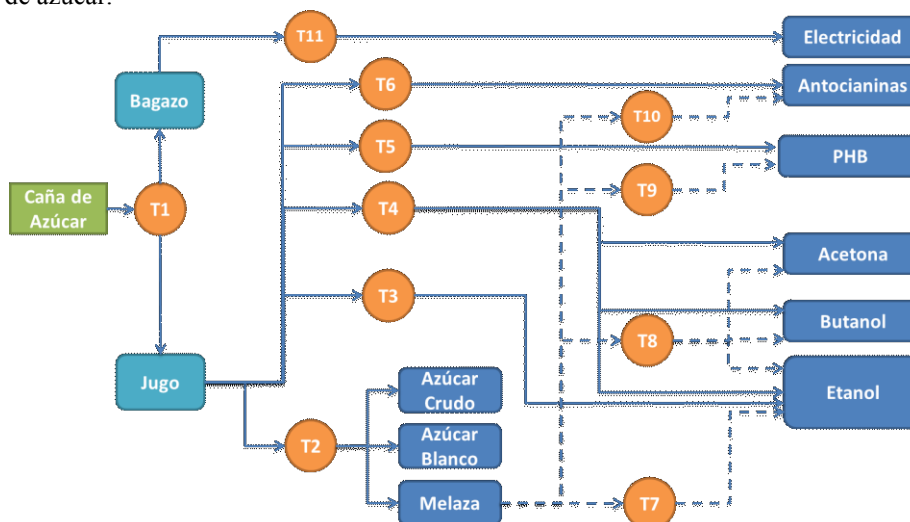 de azúcar.
T11
Electricidad
T6
Antocianinas
Bagazo
T10
T5
PHB
T9
Caña de
Azúcar
T1
T4
Acetona
T3
Butanol
T8
Jugo
Azúcar
Crudo
Etanol
T2
Azúcar
Blanco
Melaza
T7